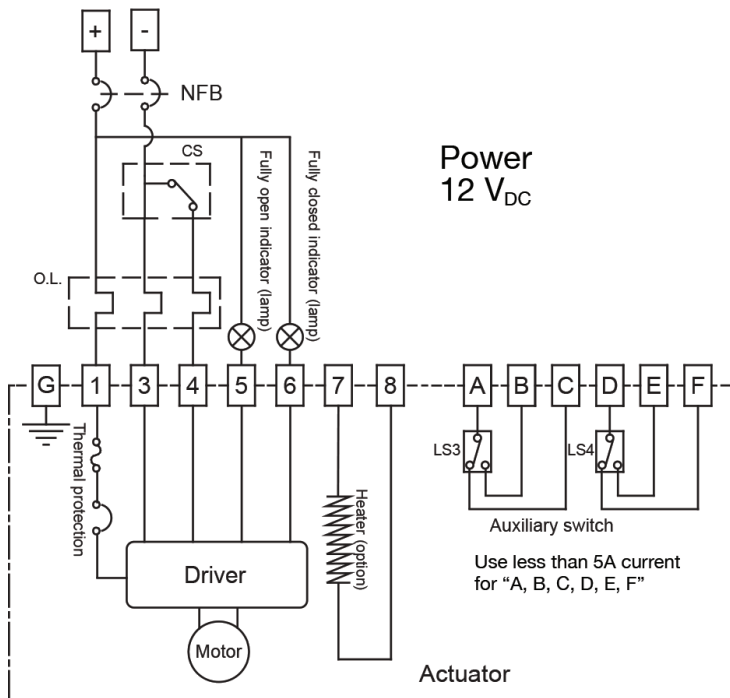 + -
NFB
CS
Power
12 VDC
Fully open indicator (lamp)
Fully closed indicator (lamp)
O.L.
G 1 3 4 5 6 7 8 A B C D E F
Thermal protection
LS3
LS4
Heater (option)
Auxiliary switch
Use less than 5A current
for “A, B, C, D, E, F”
Driver
Motor
Actuator